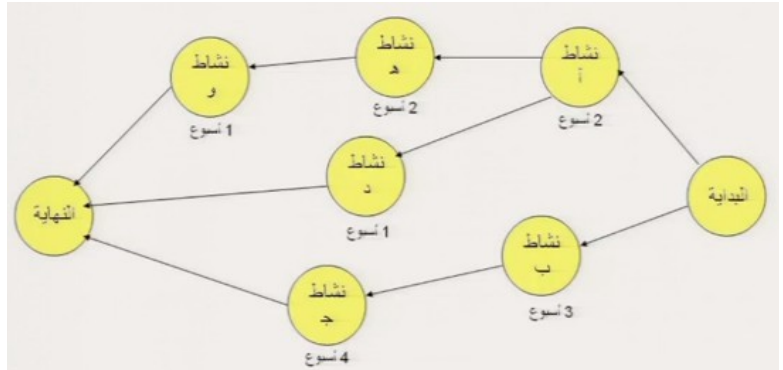 البداية
نشاط
أ
2 أسبوع
نشاط
هـ
2 أسبوع
نشاط
و
1 أسبوع
نشاط
د
1 أسبوع
نشاط
ب
3 أسبوع
نشاط
جـ
4 أسبوع
النهاية